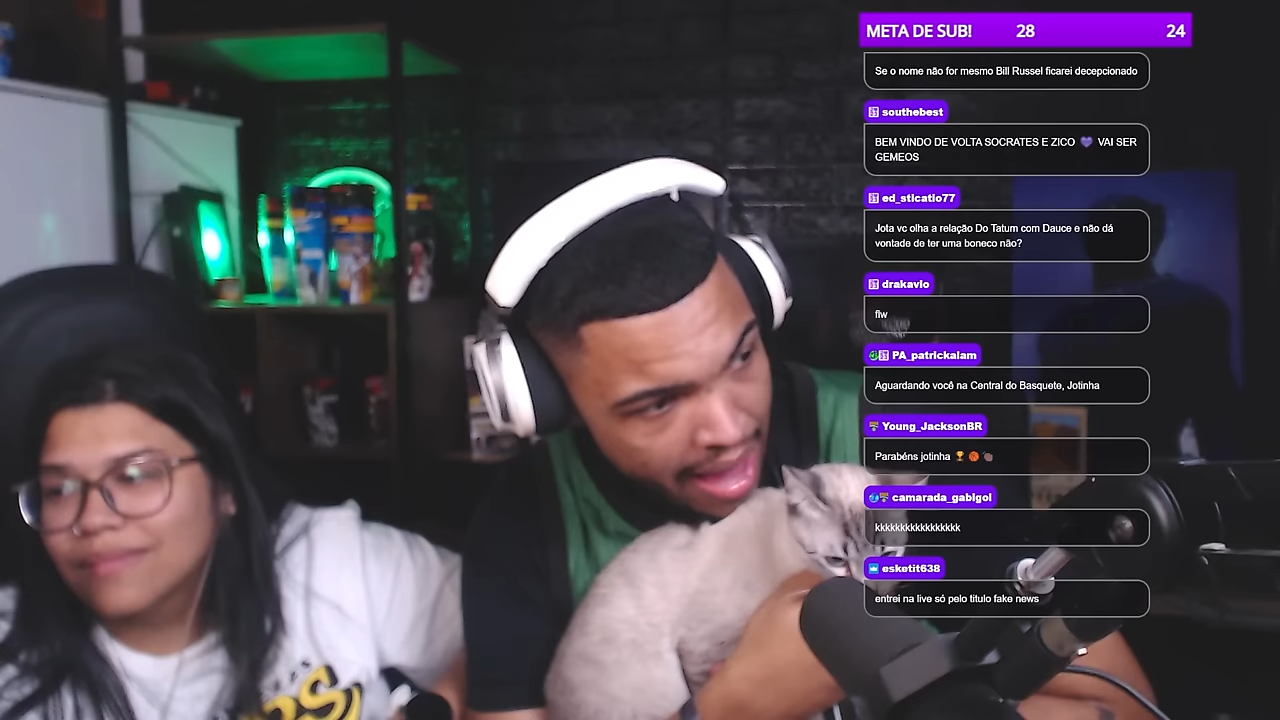 META DE SUB! 28 24
Se o nome não for mesmo Bill Russel ficarei decepcionado
southebest
BEM VINDO DE VOLTA SOCRATES E ZICO 💜 VAI SER
GEMEOS
ed_sticatio77
Jota vc olha a relação Do Tatum com Dauce e não dá
vontade de ter uma boneco não?
drakavio
fiw
PA_patrickalam
Aguardando você na Central do Basquete, Jotinha
Young_JacksonBR
Parabéns jotinha 🏆🏀👏🏾
camarada_gabigol
kkkkkkkkkkkkkkkkk
esketit638
entrei na live só pelo titulo fake news